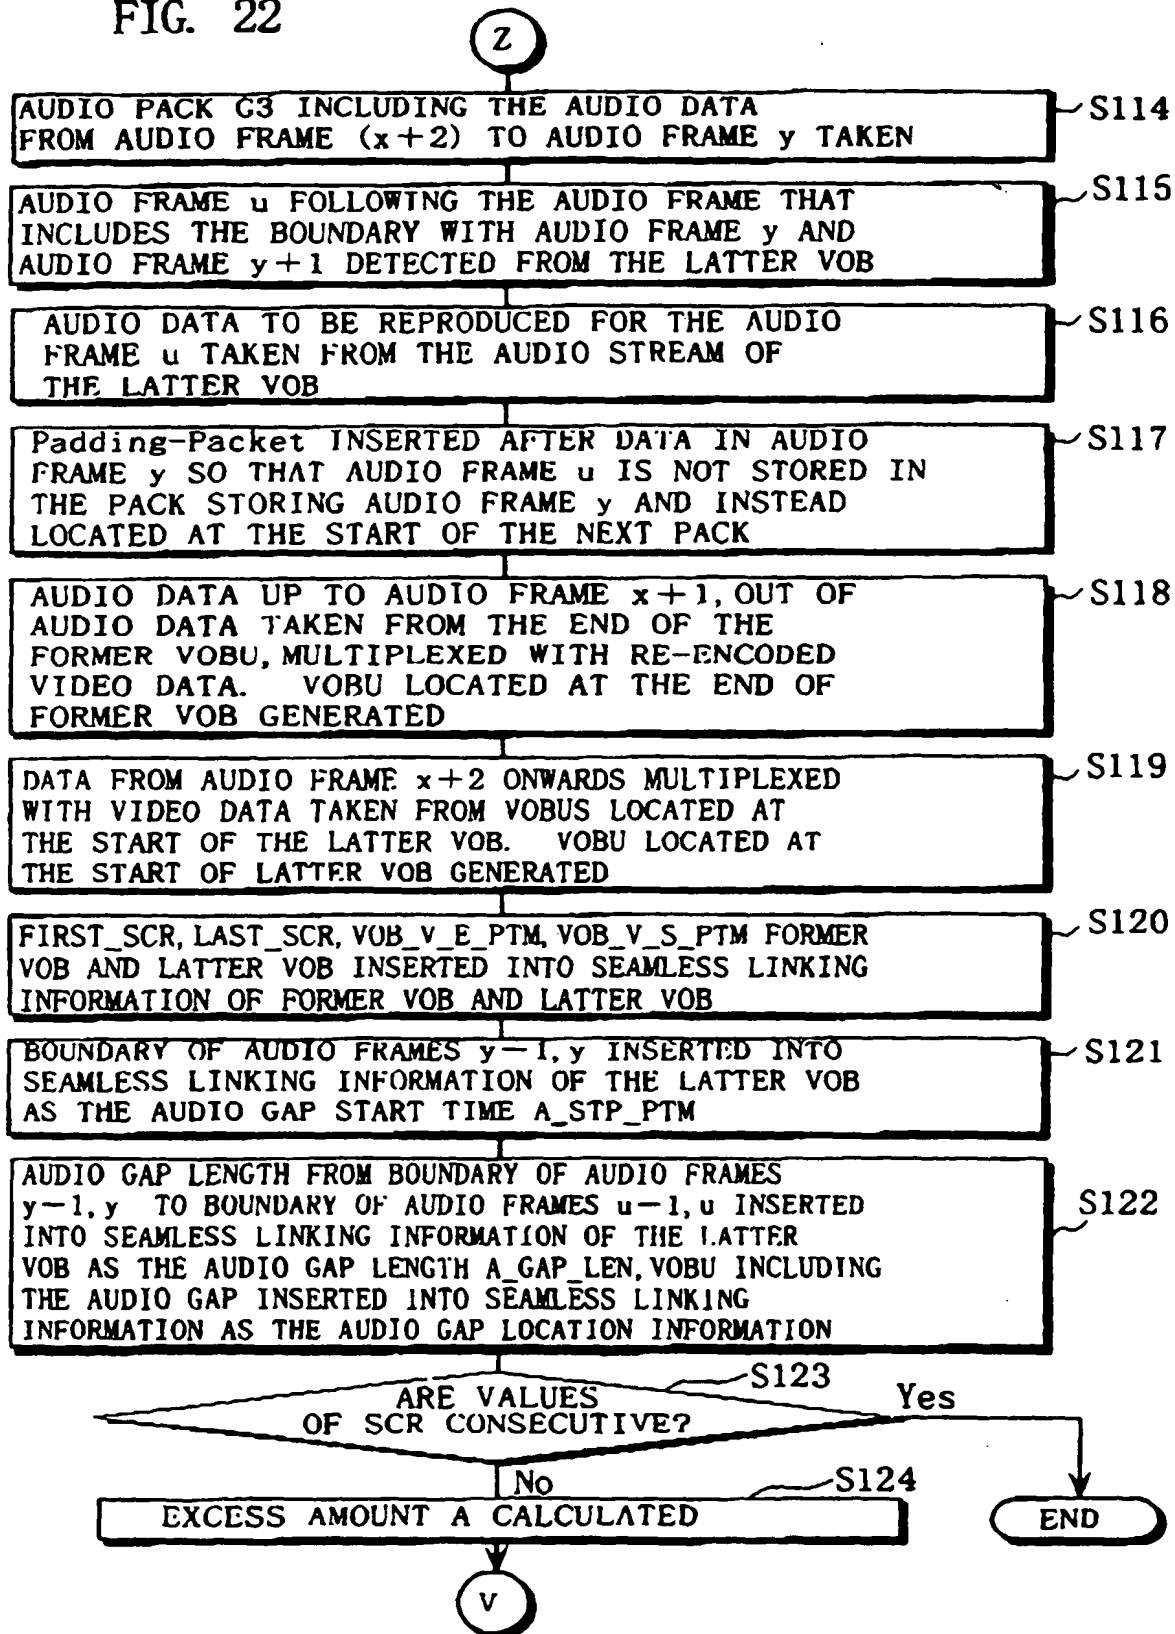 FIG. 22
Z
AUDIO PACK G3 INCLUDING THE AUDIO DATA
FROM AUDIO FRAME (x+2) TO AUDIO FRAME y TAKEN
S114
AUDIO FRAME u FOLLOWING THE AUDIO FRAME THAT
INCLUDES THE BOUNDARY WITH AUDIO FRAME y AND
AUDIO FRAME y+1 DETECTED FROM THE LATTER VOB
S115
AUDIO DATA TO BE REPRODUCED FOR THE AUDIO
FRAME u TAKEN FROM THE AUDIO STREAM OF
THE LATTER VOB
S116
Padding-Packet INSERTED AFTER DATA IN AUDIO
FRAME y SO THAT AUDIO FRAME u IS NOT STORED IN
THE PACK STORING AUDIO FRAME y AND INSTEAD
LOCATED AT THE START OF THE NEXT PACK
S117
AUDIO DATA UP TO AUDIO FRAME x+1, OUT OF
AUDIO DATA TAKEN FROM THE END OF THE
FORMER VOBU, MULTIPLEXED WITH RE-ENCODED
VIDEO DATA. VOBU LOCATED AT THE END OF
FORMER VOB GENERATED
S118
DATA FROM AUDIO FRAME x+2 ONWARDS MULTIPLEXED
WITH VIDEO DATA TAKEN FROM VOBUS LOCATED AT
THE START OF THE LATTER VOB. VOBU LOCATED AT
THE START OF LATTER VOB GENERATED
S119
FIRST_SCR, LAST_SCR, VOB_V_E_PTM, VOB_V_S_PTM FORMER
VOB AND LATTER VOB INSERTED INTO SEAMLESS LINKING
INFORMATION OF FORMER VOB AND LATTER VOB
S120
BOUNDARY OF AUDIO FRAMES y-1, y INSERTED INTO
SEAMLESS LINKING INFORMATION OF THE LATTER VOB
AS THE AUDIO GAP START TIME A_STP_PTM
S121
AUDIO GAP LENGTH FROM BOUNDARY OF AUDIO FRAMES
y-1, y TO BOUNDARY OF AUDIO FRAMES u-1, u INSERTED
INTO SEAMLESS LINKING INFORMATION OF THE LATTER
VOB AS THE AUDIO GAP LENGTH A_GAP_LEN, VOBU INCLUDING
THE AUDIO GAP INSERTED INTO SEAMLESS LINKING
INFORMATION AS THE AUDIO GAP LOCATION INFORMATION
S122
ARE VALUES
OF SCR CONSECUTIVE?
S123
Yes
No
EXCESS AMOUNT A CALCULATED
S124
END
V